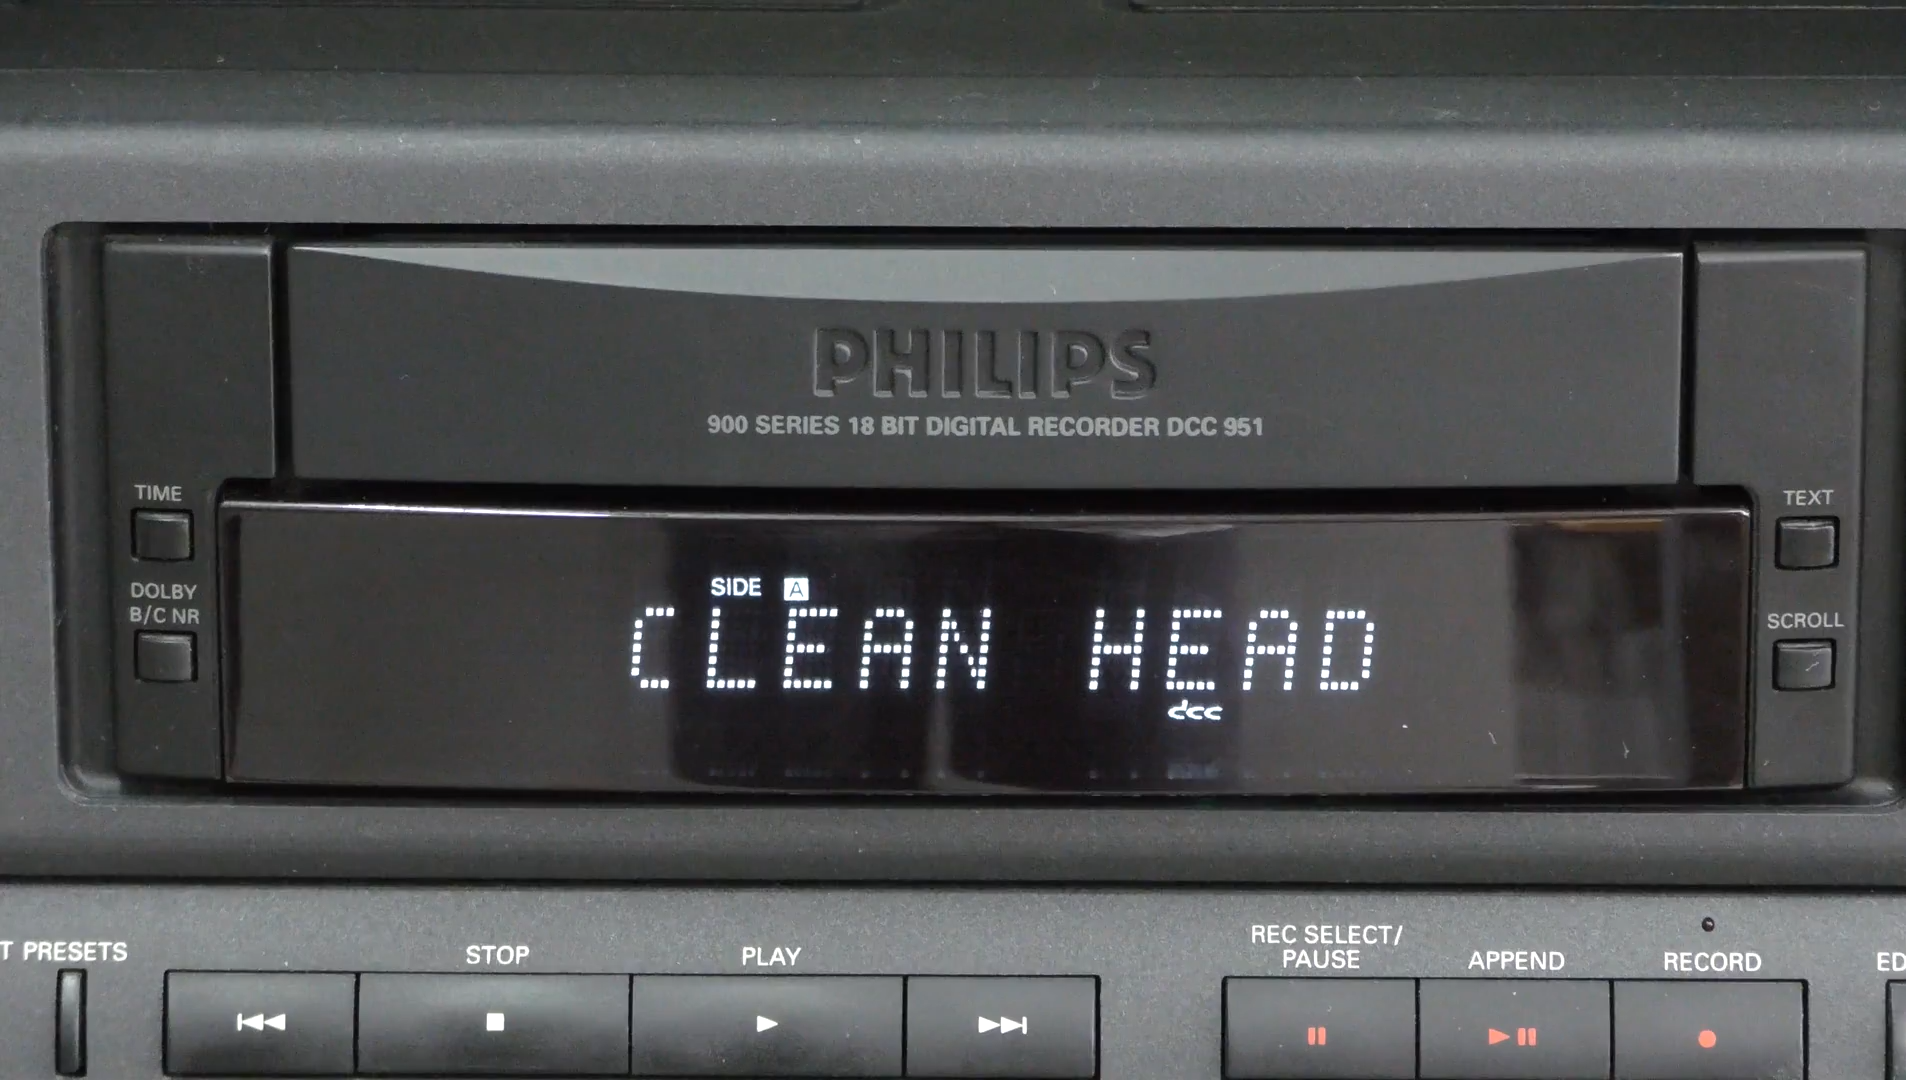 PHILIPS
900 SERIES 18 BIT DIGITAL RECORDER DCC 951
TIME
DOLBY
B/C NR
TEXT
SCROLL
SIDE A
CLEAN HEAD
dcc
T PRESETS
STOP
PLAY
REC SELECT/
PAUSE
APPEND
RECORD
ED